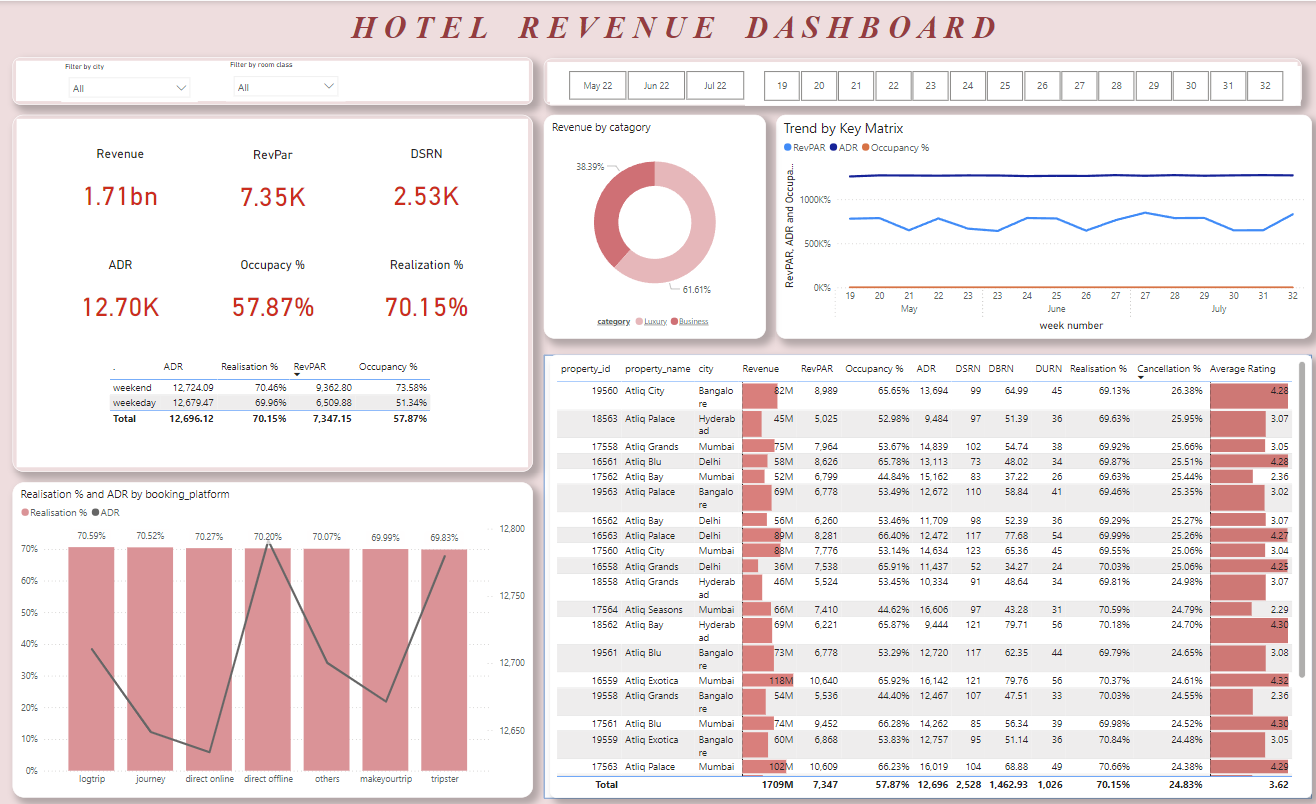 HOTEL REVENUE DASHBOARD
Filter by city
All
Filter by room class
All
May 22 Jun 22 Jul 22
19 20 21 22 23 24 25 26 27 28 29 30 31 32
Revenue RevPar DSRN
1.71bn 7.35K 2.53K
ADR Occupacy % Realization %
12.70K 57.87% 70.15%
. ADR Realisation % RevPAR Occupancy %
weekend 12,724.09 70.46% 9,362.80 73.58%
weekeday 12,679.47 69.96% 6,509.88 51.34%
Total 12,696.12 70.15% 7,347.15 57.87%
Revenue by catagory
38.39%
61.61%
category Luxury Business
Trend by Key Matrix
RevPAR ADR Occupancy %
RevPAR, ADR and Occupa...
1000K%
500K%
0K%
19 20 21 22 23 23 24 25 26 27 28 29 30 31 32
May June July
week number
Realisation % and ADR by booking_platform
Realisation % ADR
70.59% 70.52% 70.27% 70.20% 70.07% 69.99% 69.83%
70%
60%
50%
40%
30%
20%
10%
0%
12,800
12,750
12,700
12,650
logtrip journey direct online direct offline others makeyourtrip tripster
property_id property_name city Revenue RevPAR Occupancy % ADR DSRN DBRN DURN Realisation % Cancellation % Average Rating
19560 Atliq City Bangalo
re 82M 8,989 65.65% 13,694 99 64.99 45 69.13% 26.38% 4.28
18563 Atliq Palace Hyderab
ad 45M 5,025 52.98% 9,484 97 51.39 36 69.63% 25.95% 3.07
17558 Atliq Grands Mumbai 75M 7,964 53.67% 14,839 102 54.74 38 69.92% 25.66% 3.05
16561 Atliq Blu Delhi 58M 8,626 65.78% 13,113 73 48.02 34 69.87% 25.51% 4.28
17562 Atliq Bay Mumbai 52M 6,799 44.84% 15,162 83 37.22 26 69.63% 25.44% 2.36
19563 Atliq Palace Bangalo
re 69M 6,778 53.49% 12,672 110 58.84 41 69.46% 25.35% 3.02
16562 Atliq Bay Delhi 56M 6,260 53.46% 11,709 98 52.39 36 69.29% 25.27% 3.07
16563 Atliq Palace Delhi 89M 8,281 66.40% 12,472 117 77.68 54 69.99% 25.26% 4.27
17560 Atliq City Mumbai 88M 7,776 53.14% 14,634 123 65.36 45 69.55% 25.06% 3.04
16558 Atliq Grands Delhi 36M 7,538 65.91% 11,437 52 34.27 24 70.03% 25.06% 4.25
18558 Atliq Grands Hyderab
ad 46M 5,524 53.45% 10,334 91 48.64 34 69.81% 24.98% 3.07
17564 Atliq Seasons Mumbai 66M 7,410 44.62% 16,606 97 43.28 31 70.59% 24.79% 2.29
18562 Atliq Bay Hyderab
ad 69M 6,221 65.87% 9,444 121 79.71 56 70.18% 24.70% 4.30
19561 Atliq Blu Bangalo
re 73M 6,778 53.29% 12,720 117 62.35 44 69.79% 24.65% 3.08
16559 Atliq Exotica Mumbai 118M 10,640 65.92% 16,142 121 79.76 56 70.37% 24.61% 4.32
19558 Atliq Grands Bangalo
re 54M 5,536 44.40% 12,467 107 47.51 33 70.03% 24.55% 2.36
17561 Atliq Blu Mumbai 74M 9,452 66.28% 14,262 85 56.34 39 69.98% 24.52% 4.30
19559 Atliq Exotica Bangalo
re 60M 6,868 53.83% 12,757 95 51.14 36 70.84% 24.48% 3.05
17563 Atliq Palace Mumbai 102M 10,609 66.23% 16,019 104 68.88 49 70.66% 24.38% 4.29
Total 1709M 7,347 57.87% 12,696 2,528 1,462.93 1,026 70.15% 24.83% 3.62